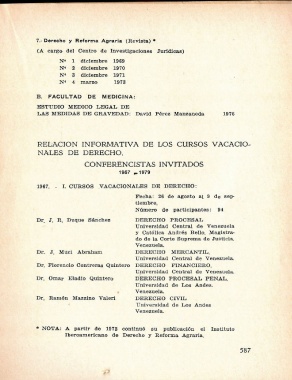 7.- Derecho y Reforma Agraria (Revista) *
(A cargo del Centro de Investigaciones Jurídicas)
Nº 1 diciembre 1969
Nº 2 diciembre 1970
Nº 3 diciembre 1971
Nº 4 marzo 1973
B. FACULTAD DE MEDICINA:
ESTUDIO MEDICO LEGAL DE
LAS MEDIDAS DE GRAVEDAD: David Pérez Manzaneda 1975
RELACION INFORMATIVA DE LOS CURSOS VACACIO-
NALES DE DERECHO.
CONFERENCISTAS INVITADOS
1967 - 1979
1967. - I. CURSOS VACACIONALES DE DERECHO:
Fecha: 28 de agosto al 9 de sep-
tiembre.
Número de participantes: 84
Dr. J. R. Duque Sánchez DERECHO PROCESAL
Universidad Central de Venezuela
y Católica Andrés Bello, Magistra-
do de la Corte Suprema de Justicia,
Venezuela.
Dr. J. Muci Abraham DERECHO MERCANTIL,
Universidad Central de Venezuela.
Dr. Florencio Contreras Quintero DERECHO FINANCIERO,
Universidad Central de Venezuela.
Dr. Omar Eladio Quintero DERECHO PROCESAL PENAL,
Universidad de Los Andes,
Venezuela.
Dr. Ramón Mannino Valeri DERECHO CIVIL
Universidad de Los Andes
Venezuela.
* NOTA: A partir de 1973 continuó su publicación el Instituto
Iberoamericano de Derecho y Reforma Agraria.
587